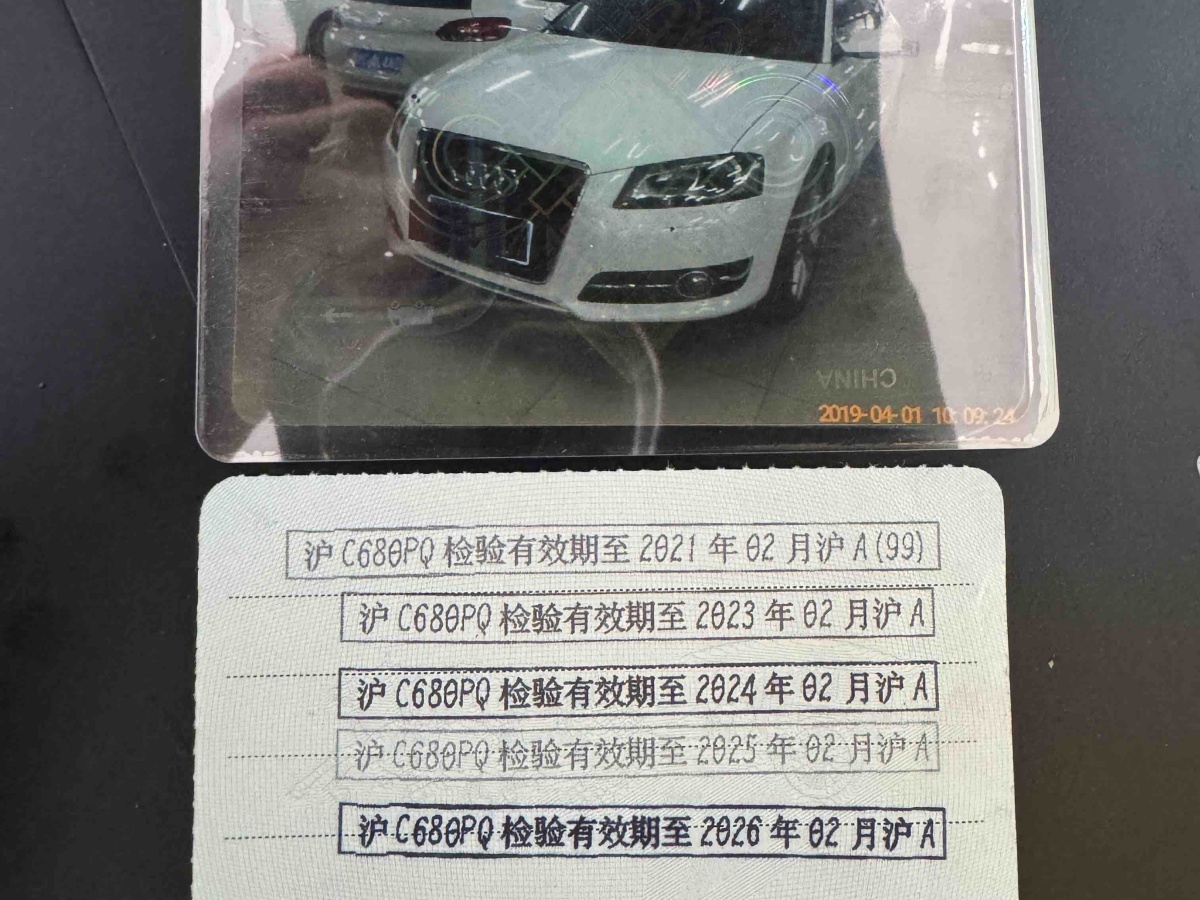 CHINA
2019-04-01 10:09:24
沪C680PQ检验有效期至2021年02月沪A(99)
沪C680PQ检验有效期至2023年02月沪A
沪C680PQ检验有效期至2024年02月沪A
沪C680PQ检验有效期至2025年02月沪A
沪C680PQ检验有效期至2026年02月沪A